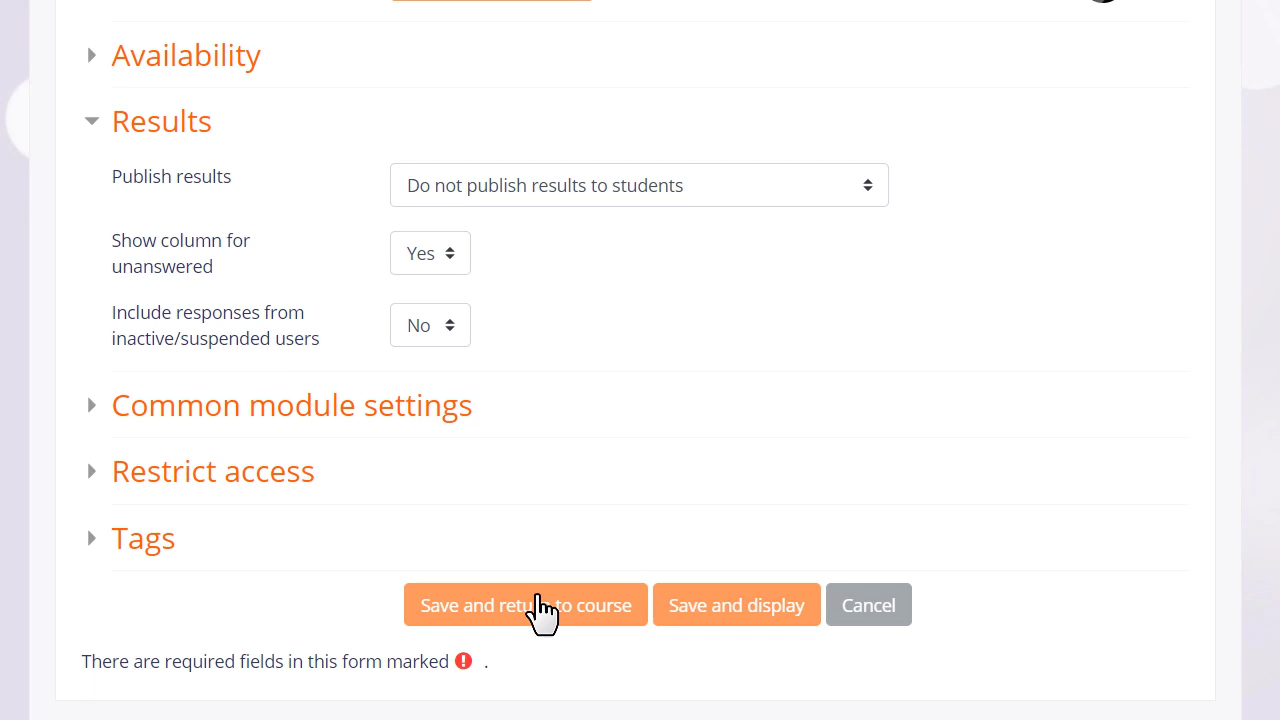 Availability
Results
Publish results
Do not publish results to students
Show column for
unanswered
Yes
Include responses from
inactive/suspended users
No
Common module settings
Restrict access
Tags
Save and return to course
Save and display
Cancel
There are required fields in this form marked .